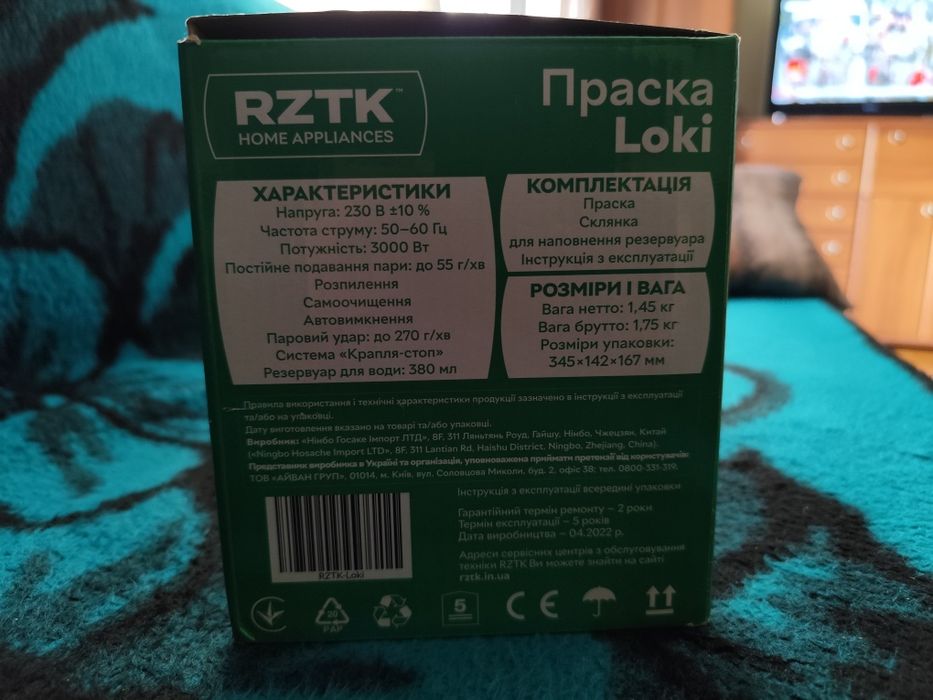 RZTK™
HOME APPLIANCES
Праска
Loki
ХАРАКТЕРИСТИКИ
Напруга: 230 В ±10 %
Частота струму: 50–60 Гц
Потужність: 3000 Вт
Постійне подавання пари: до 55 г/хв
Розпилення
Самоочищення
Автовимкнення
Паровий удар: до 270 г/хв
Система «Крапля-стоп»
Резервуар для води: 380 мл
КОМПЛЕКТАЦІЯ
Праска
Склянка
для наповнення резервуара
Інструкція з експлуатації
РОЗМІРИ І ВАГА
Вага нетто: 1,45 кг
Вага брутто: 1,75 кг
Розміри упаковки:
345×142×167 мм
Правила використання і технічні характеристики продукції зазначено в інструкції з експлуатації
та/або на упаковці.
Дату виготовлення вказано на товарі та/або упаковці.
Виробник: «Нінбо Госаке Імпорт ЛТД», 8F, 311 Ляньтянь Роуд, Гайшу, Нінбо, Чжецзян, Китай
(«Ningbo Hosache Import LTD», 8F, 311 Lantian Rd, Haishu District, Ningbo, Zhejiang, China).
Представник виробника в Україні та організація, уповноважена приймати претензії від користувачів:
ТОВ «АЙВАН ГРУП», 01014, м. Київ, вул. Соловцова Миколи, буд. 2, офіс 38; тел. 0800-331-319.
Інструкція з експлуатації всередині упаковки
Гарантійний термін ремонту – 2 роки
Термін експлуатації – 5 років
Дата виробництва – 04.2022 р.
Адреси сервісних центрів з обслуговування
техніки RZTK Ви можете знайти на сайті
rztk.in.ua
RZTK-Loki
20
PAP
5
CE